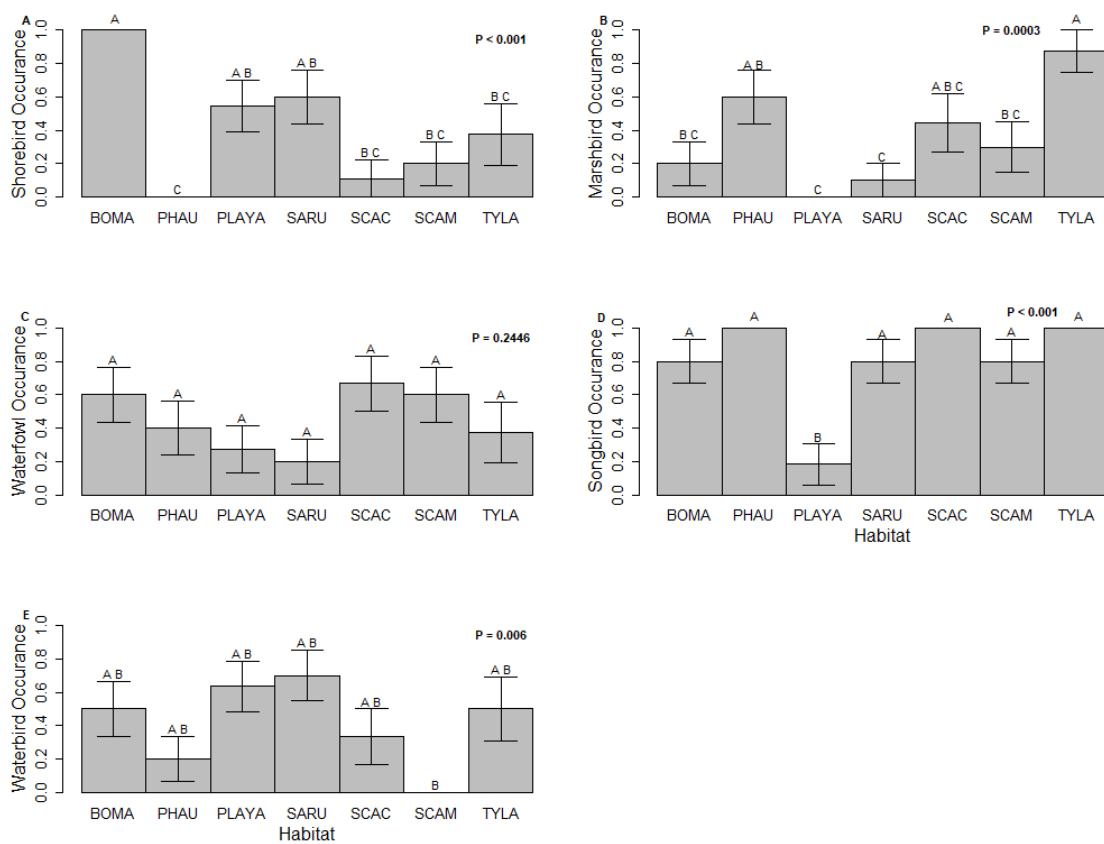 A
Shorebird Occurance
0.0 0.2 0.4 0.6 0.8 1.0
P < 0.001
A
C
A B
A B
B C
B C
B C
BOMA PHAU PLAYA SARU SCAC SCAM TYLA
B
Marshbird Occurance
0.0 0.2 0.4 0.6 0.8 1.0
P = 0.0003
B C
A B
C
C
A B C
B C
A
BOMA PHAU PLAYA SARU SCAC SCAM TYLA
C
Waterfowl Occurance
0.0 0.2 0.4 0.6 0.8 1.0
P = 0.2446
A
A
A
A
A
A
A
BOMA PHAU PLAYA SARU SCAC SCAM TYLA
D
Songbird Occurance
0.0 0.2 0.4 0.6 0.8 1.0
P < 0.001
A
A
B
A
A
A
A
BOMA PHAU PLAYA SARU SCAC SCAM TYLA
Habitat
E
Waterbird Occurance
0.0 0.2 0.4 0.6 0.8 1.0
P = 0.006
A B
A B
A B
A B
A B
B
A B
BOMA PHAU PLAYA SARU SCAC SCAM TYLA
Habitat